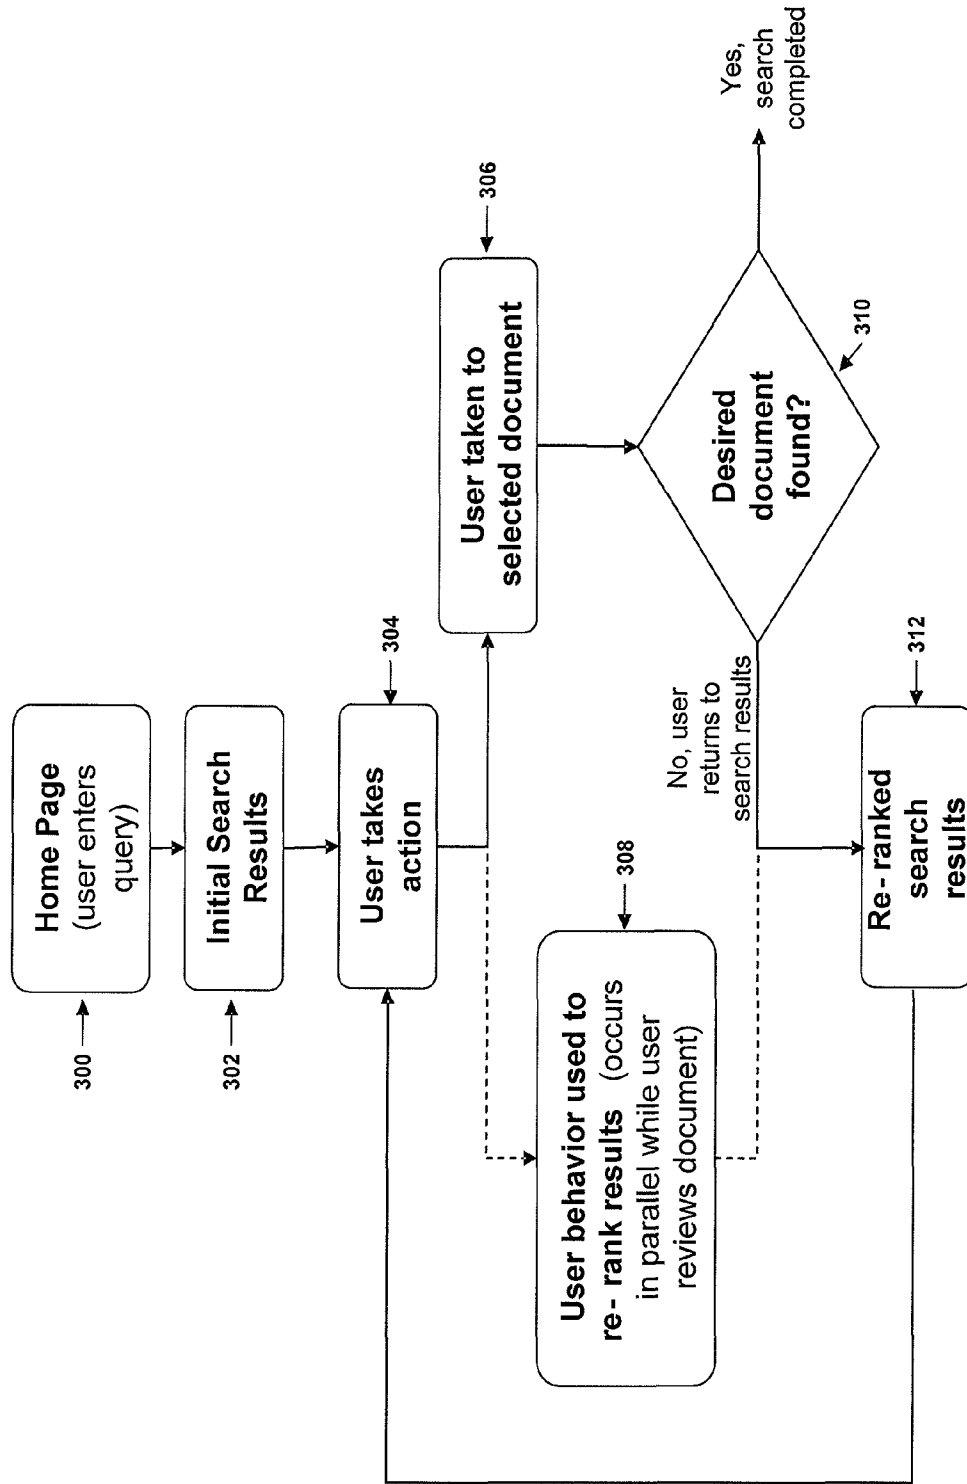 300
Home Page
(user enters
query)
302
Initial Search
Results
304
User takes
action
306
User taken to
selected document
308
User behavior used to
re- rank results (occurs
in parallel while user
reviews document)
310
Desired
document
found?
Yes,
search
completed
No, user
returns to
search results
312
Re- ranked
search
results